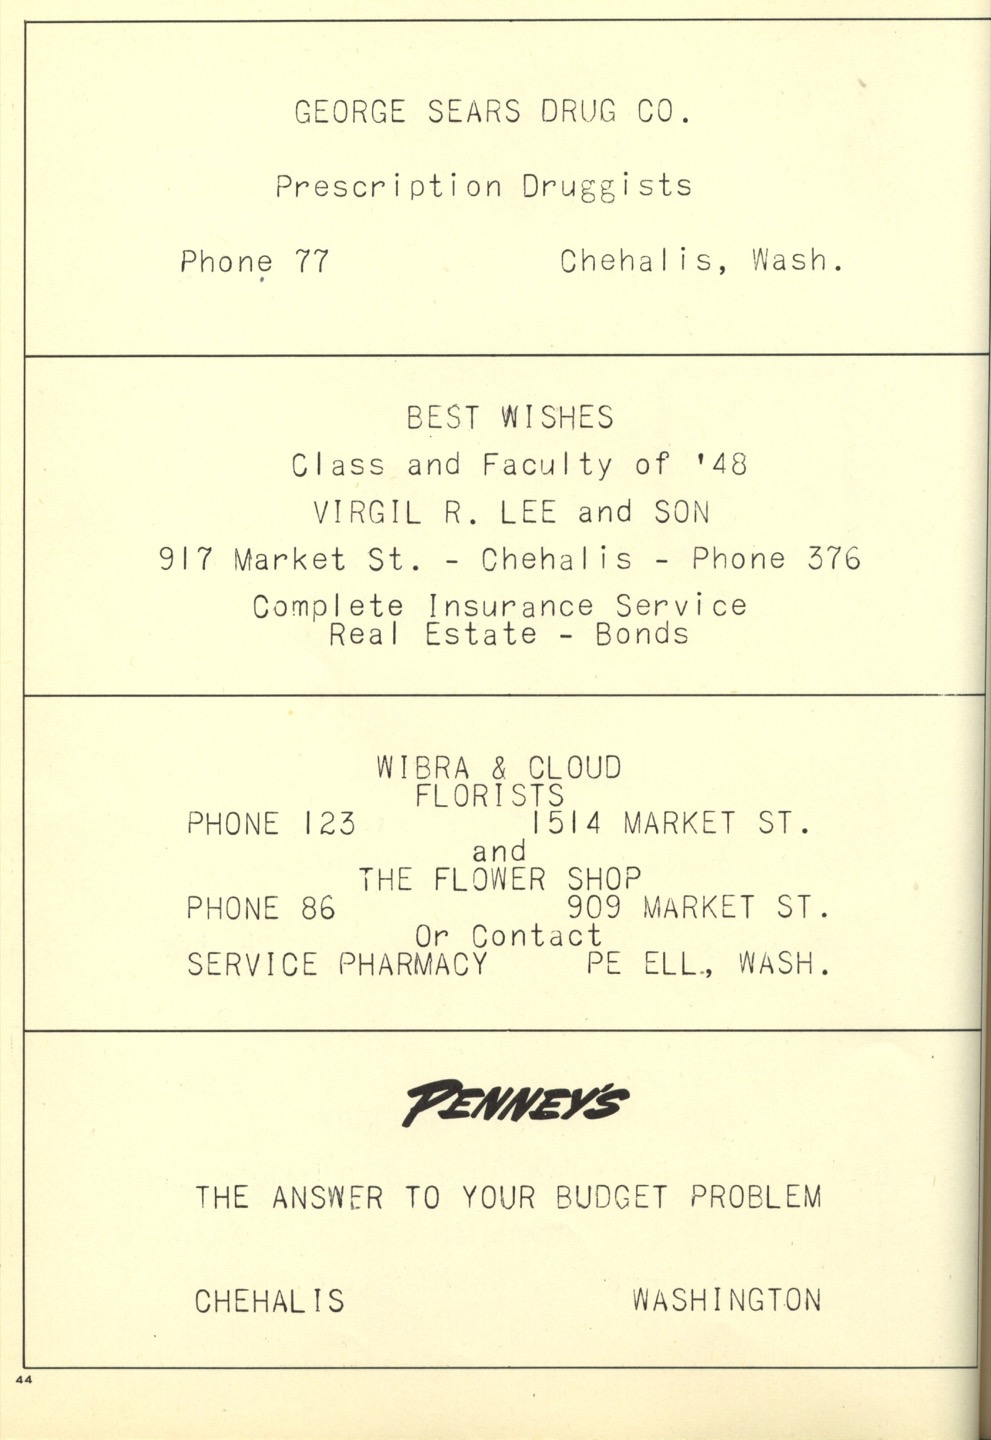 GEORGE SEARS DRUG CO.
Prescription Druggists
Phone 77 Chehalis, Wash.
BEST WISHES
Class and Faculty of '48
VIRGIL R. LEE and SON
917 Market St. - Chehalis - Phone 376
Complete Insurance Service
Real Estate - Bonds
WIBRA & CLOUD
FLORISTS
PHONE 123 1514 MARKET ST.
and
THE FLOWER SHOP
PHONE 86 909 MARKET ST.
Or Contact
SERVICE PHARMACY PE ELL., WASH.
PENNEY'S
THE ANSWER TO YOUR BUDGET PROBLEM
CHEHALIS WASHINGTON
44